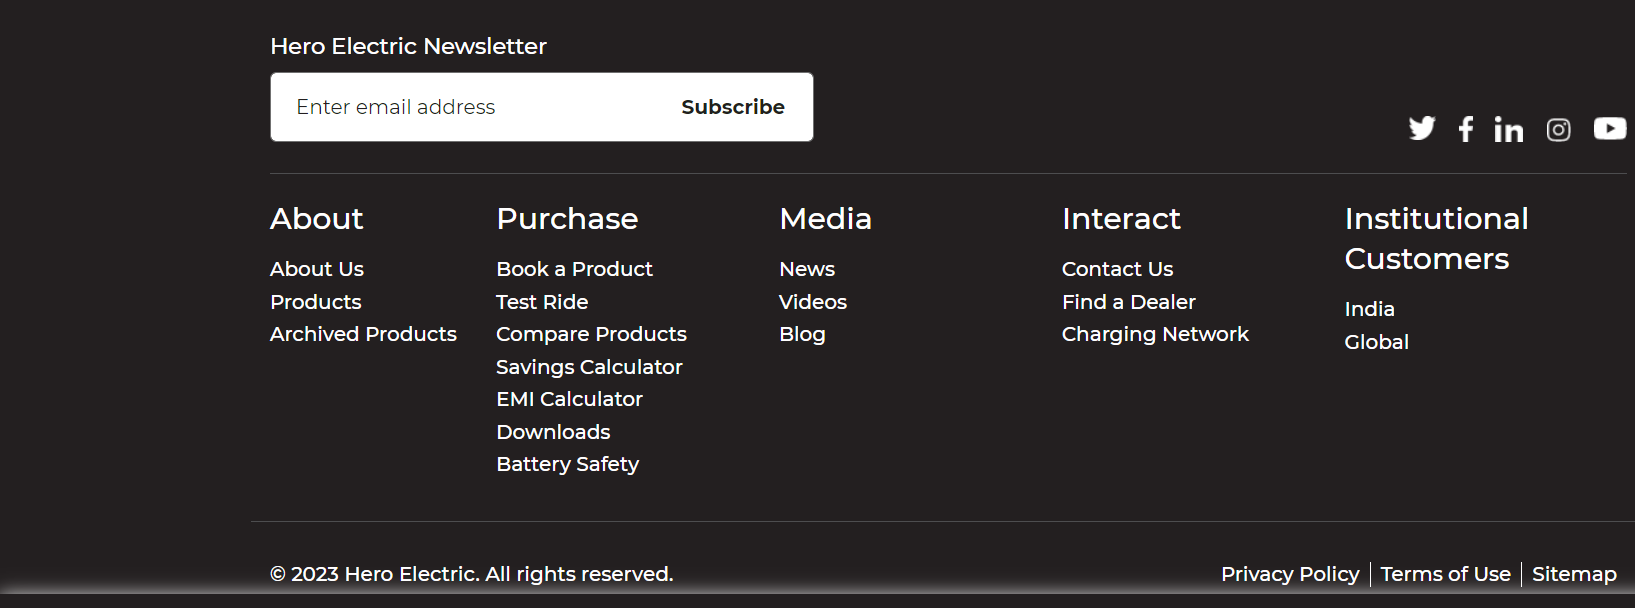 Hero Electric Newsletter
Enter email address
Subscribe
About
About Us
Products
Archived Products
Purchase
Book a Product
Test Ride
Compare Products
Savings Calculator
EMI Calculator
Downloads
Battery Safety
Media
News
Videos
Blog
Interact
Contact Us
Find a Dealer
Charging Network
Institutional
Customers
India
Global
© 2023 Hero Electric. All rights reserved.
Privacy Policy | Terms of Use | Sitemap